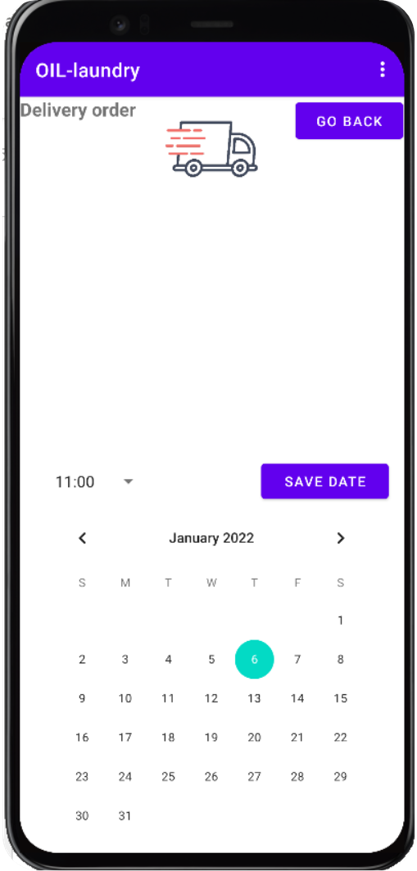 OIL-laundry
Delivery order
GO BACK
11:00
SAVE DATE
January 2022
S M T W T F S
1
2 3 4 5 6 7 8
9 10 11 12 13 14 15
16 17 18 19 20 21 22
23 24 25 26 27 28 29
30 31